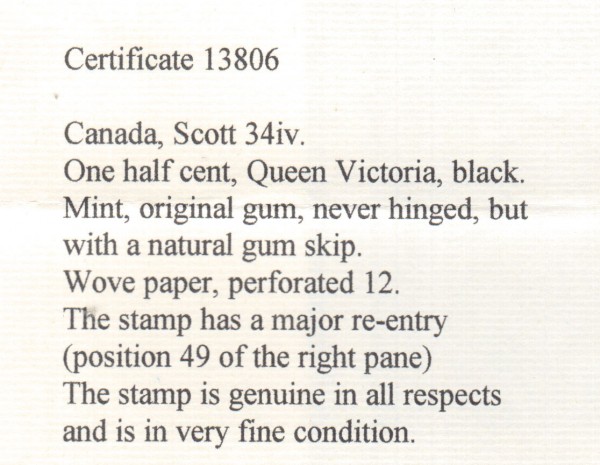 Certificate 13806
Canada, Scott 34iv.
One half cent, Queen Victoria, black.
Mint, original gum, never hinged, but
with a natural gum skip.
Wove paper, perforated 12.
The stamp has a major re-entry
(position 49 of the right pane)
The stamp is genuine in all respects
and is in very fine condition.